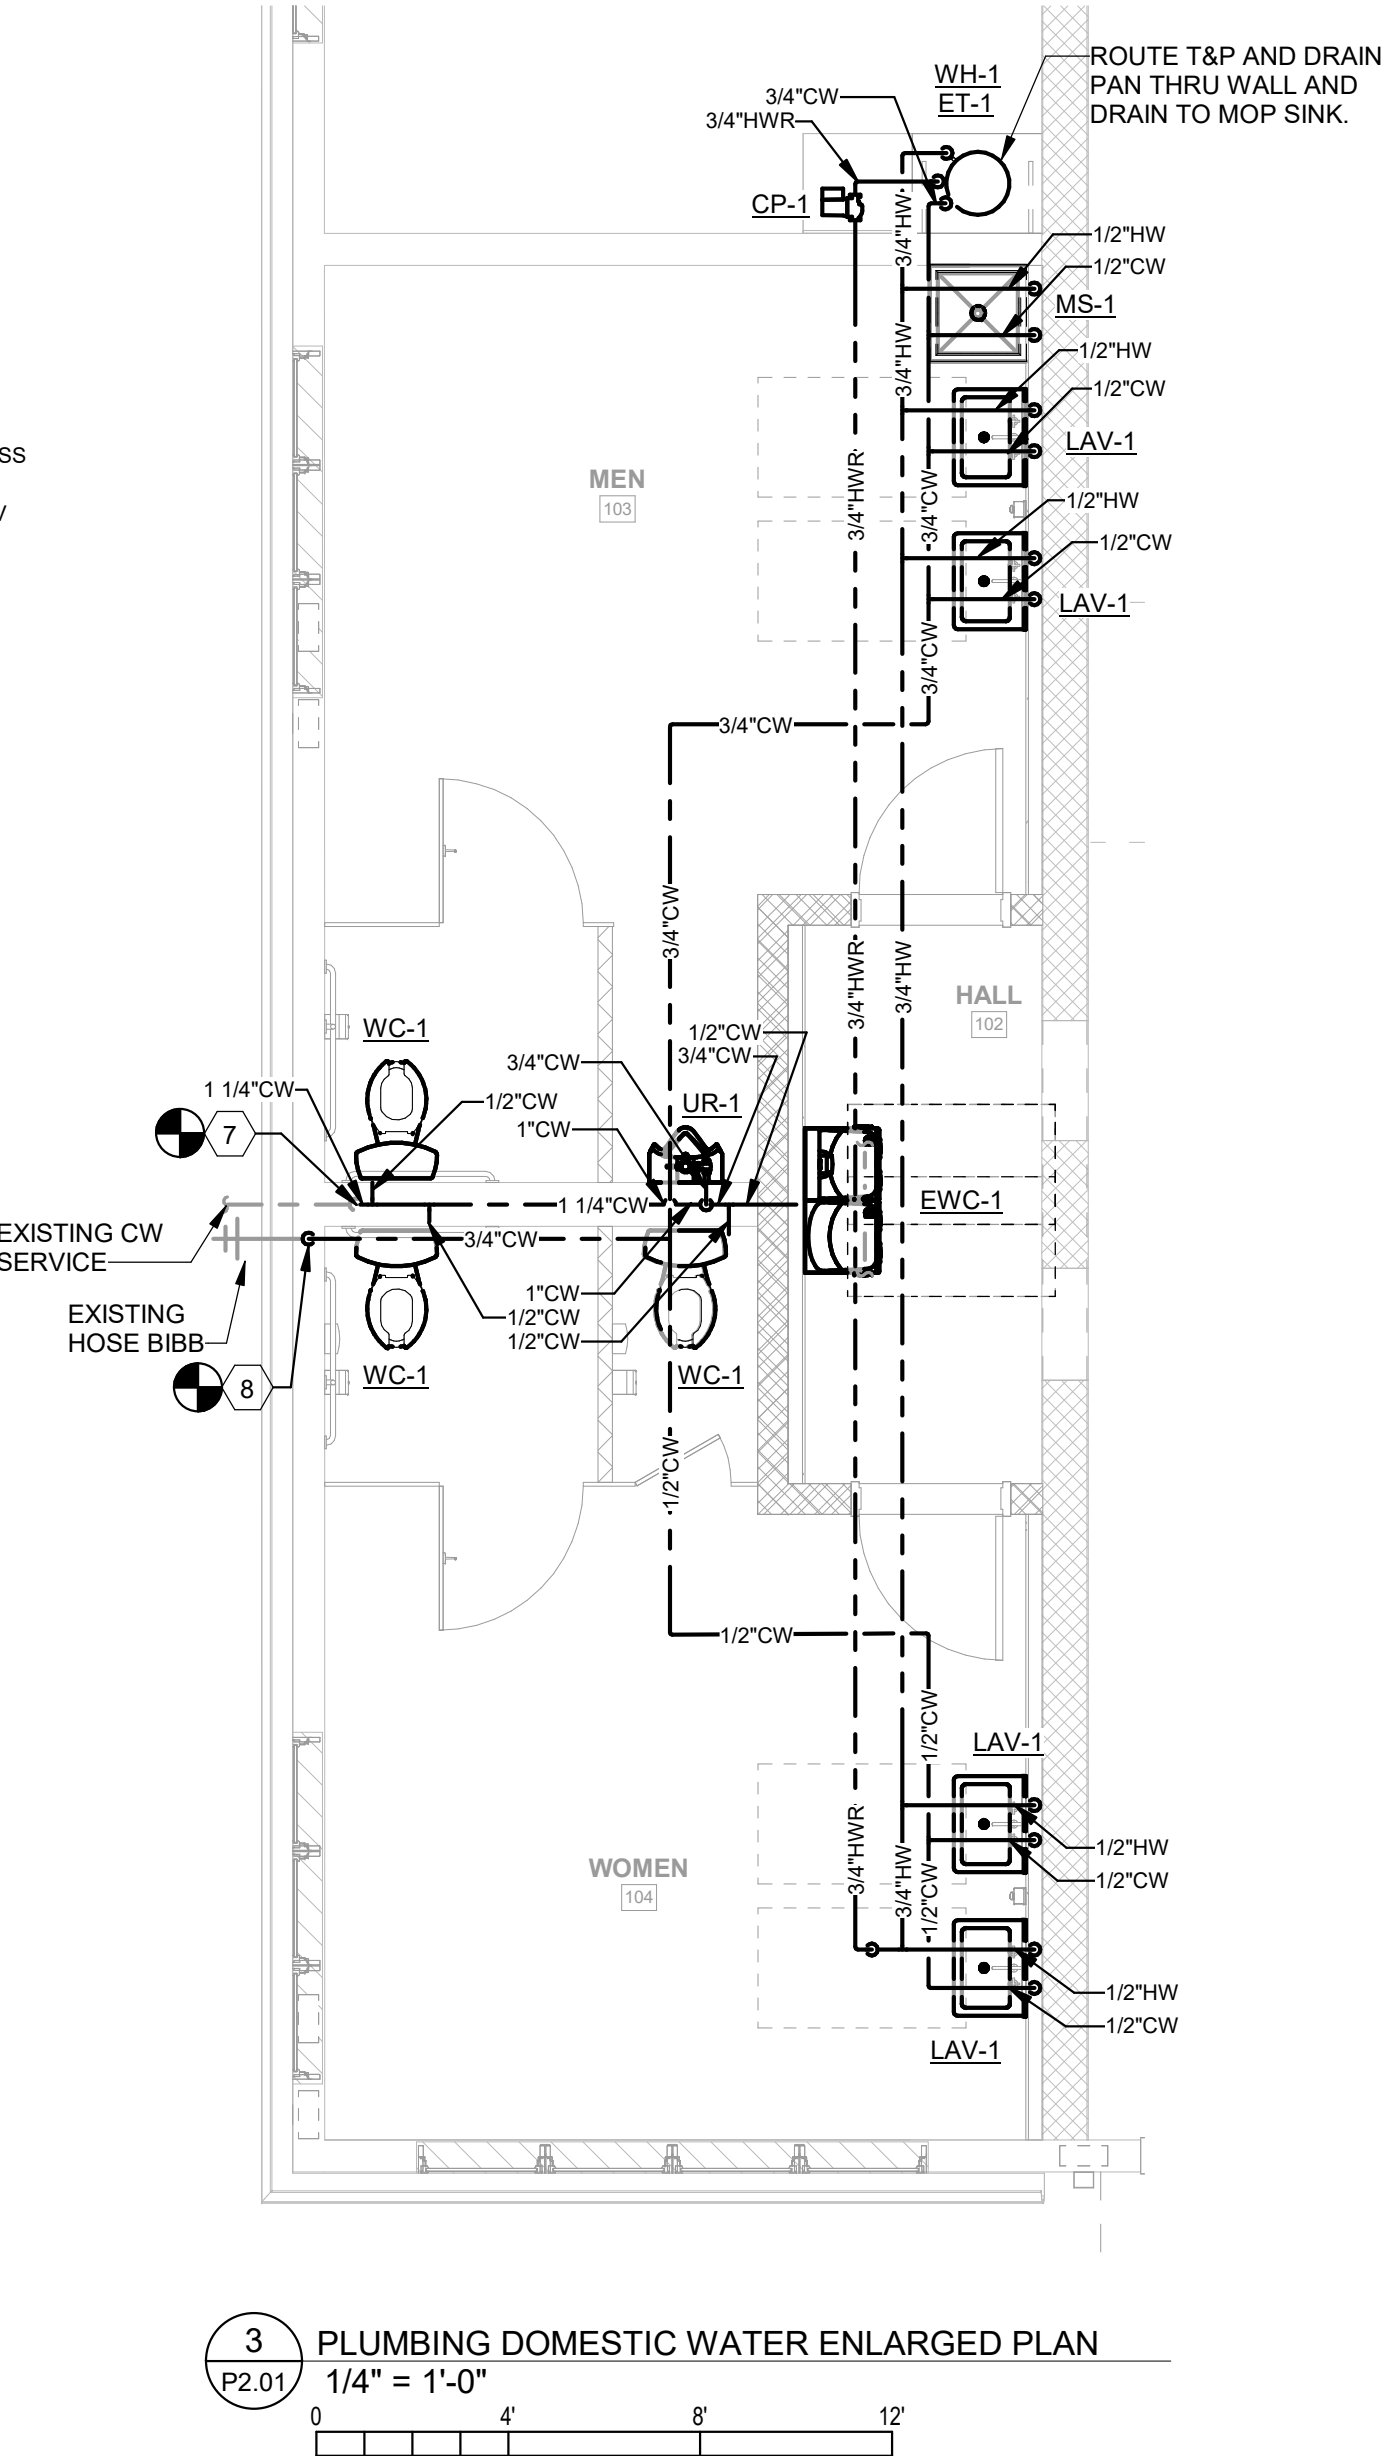 ROUTE T&P AND DRAIN
PAN THRU WALL AND
DRAIN TO MOP SINK.
WH-1
ET-1
3/4"CW
3/4"HWR
CP-1
3/4"HW
1/2"HW
1/2"CW
MS-1
3/4"HW
1/2"HW
1/2"CW
LAV-1
SS
MEN
103
3/4"HWR
3/4"CW
1/2"HW
1/2"CW
LAV-1
3/4"CW
3/4"CW
3/4"CW
3/4"HWR
3/4"HW
HALL
102
WC-1
1/2"CW
3/4"CW
3/4"CW
1 1/4"CW
1/2"CW
UR-1
7
1"CW
1 1/4"CW
EWC-1
EXISTING CW
SERVICE
3/4"CW
1"CW
1/2"CW
1/2"CW
EXISTING
HOSE BIBB
8
WC-1
WC-1
1/2"CW
1/2"CW
1/2"CW
LAV-1
3/4"HWR
3/4"HW
1/2"CW
1/2"HW
1/2"CW
WOMEN
104
1/2"HW
1/2"CW
LAV-1
3
P2.01
PLUMBING DOMESTIC WATER ENLARGED PLAN
1/4" = 1'-0"
0 4' 8' 12'